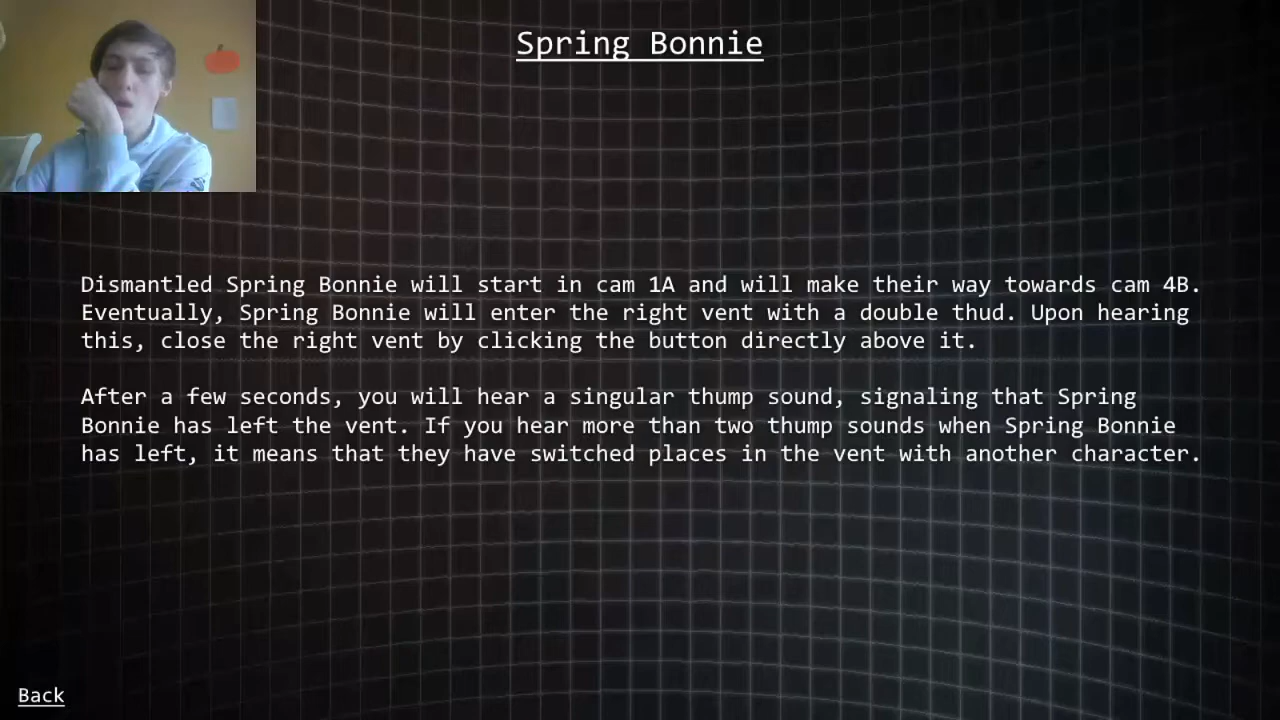 Spring Bonnie
Dismantled Spring Bonnie will start in cam 1A and will make their way towards cam 4B.
Eventually, Spring Bonnie will enter the right vent with a double thud. Upon hearing
this, close the right vent by clicking the button directly above it.
After a few seconds, you will hear a singular thump sound, signaling that Spring
Bonnie has left the vent. If you hear more than two thump sounds when Spring Bonnie
has left, it means that they have switched places in the vent with another character.
Back